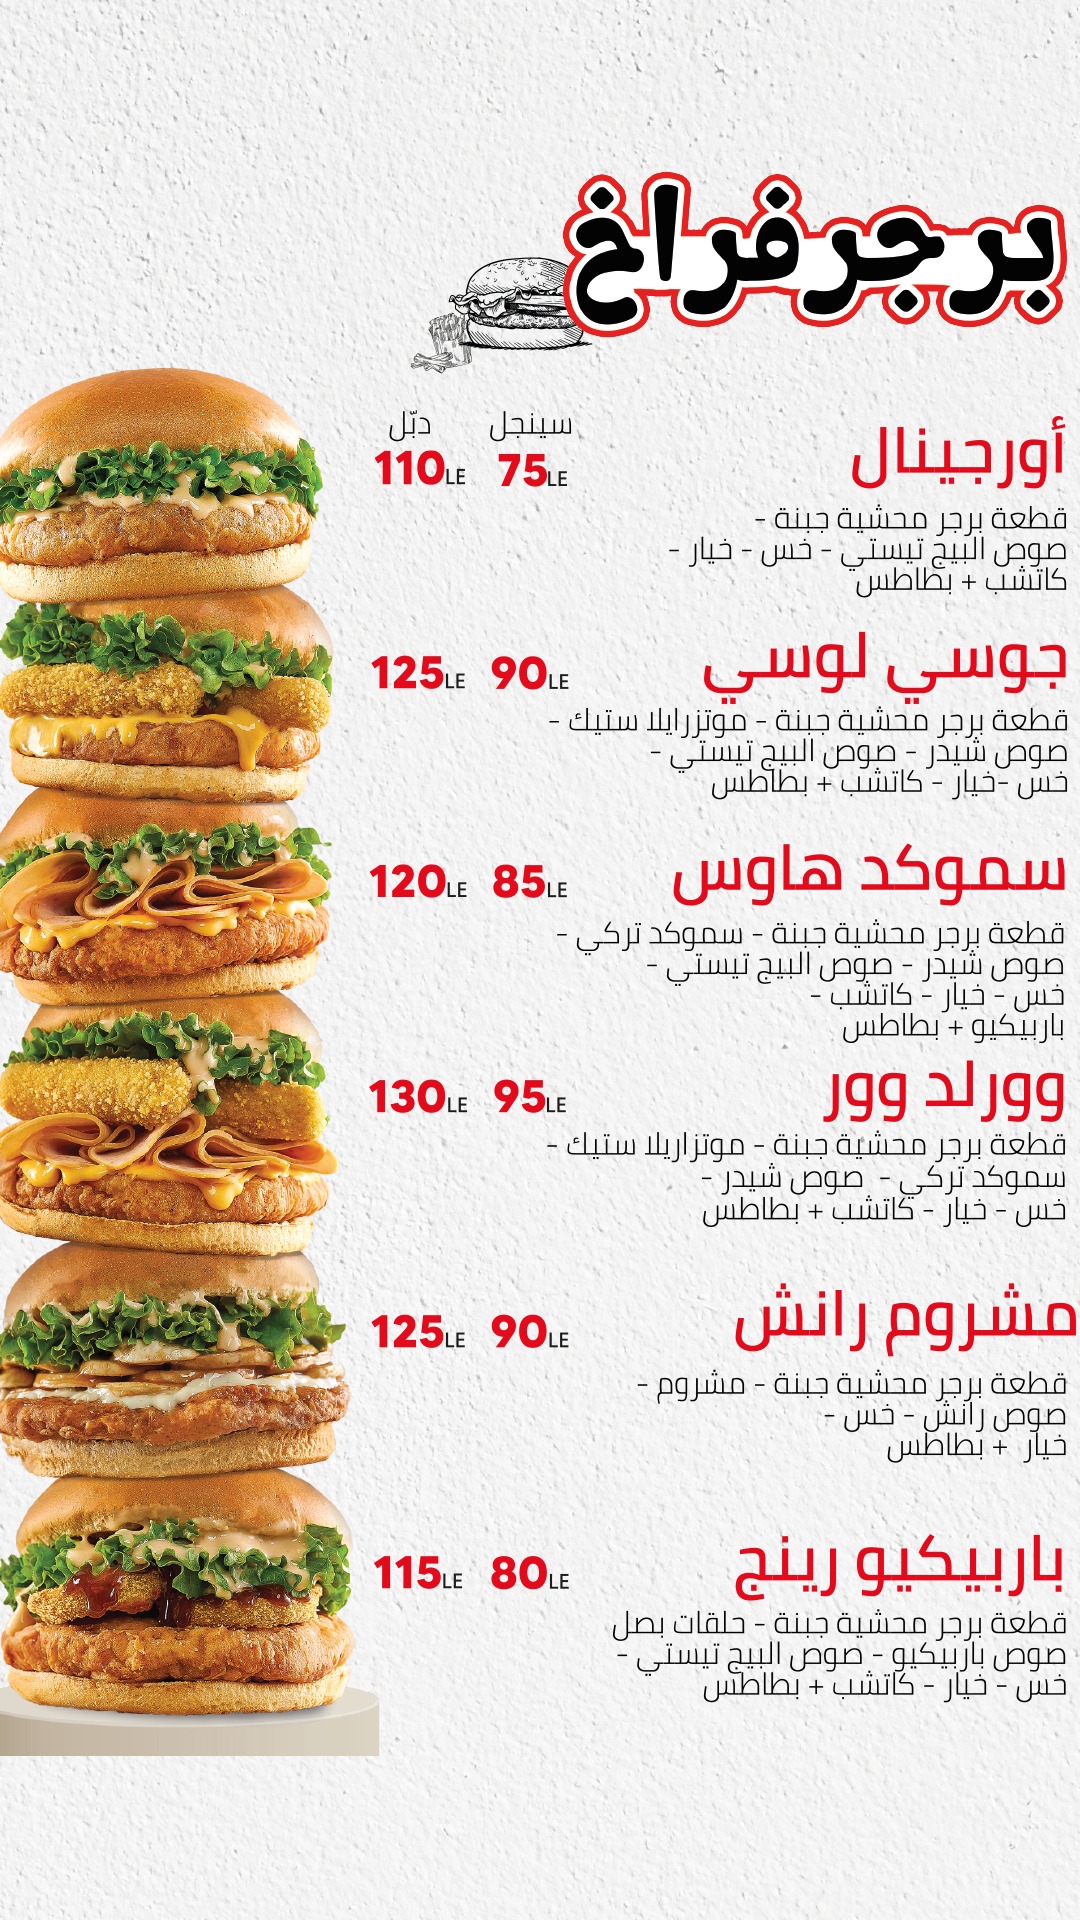 برجر فراخ
سينجل دبّل
أورجينال 75LE 110LE
قطعة برجر محشية جبنة -
صوص البيج تيستي - خس - خيار -
كاتشب + بطاطس
جوسي لوسي 90LE 125LE
قطعة برجر محشية جبنة - موتزرايلا ستيك -
صوص شيدر - صوص البيج تيستي -
خس -خيار - كاتشب + بطاطس
سموكد هاوس 85LE 120LE
قطعة برجر محشية جبنة - سموكد تركي -
صوص شيدر - صوص البيج تيستي -
خس - خيار - كاتشب -
باربيكيو + بطاطس
وورلد وور 95LE 130LE
قطعة برجر محشية جبنة - موتزاريلا ستيك -
سموكد تركي - صوص شيدر -
خس - خيار - كاتشب + بطاطس
مشروم رانش 90LE 125LE
قطعة برجر محشية جبنة - مشروم -
صوص رانش - خس -
خيار + بطاطس
باربيكيو رينج 80LE 115LE
قطعة برجر محشية جبنة - حلقات بصل
صوص باربيكيو - صوص البيج تيستي -
خس - خيار - كاتشب + بطاطس